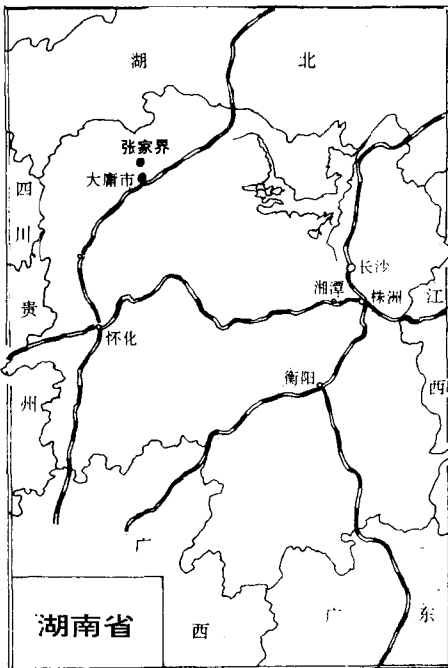 湖 北
张家界
大庸市
四川
贵州
长沙
湘潭
株洲
江西
怀化
衡阳
广西
广东
湖南省